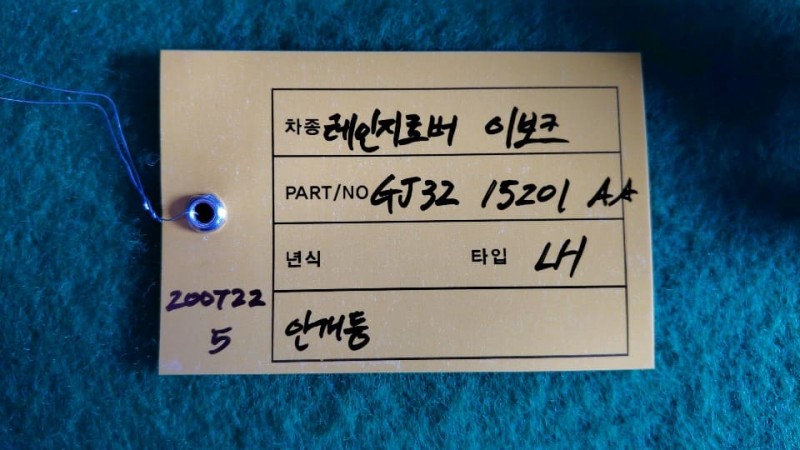 차종 레인지로버 이보크
PART/NO GJ32 15201 AA
년식 타입 LH
안개등
200722
5